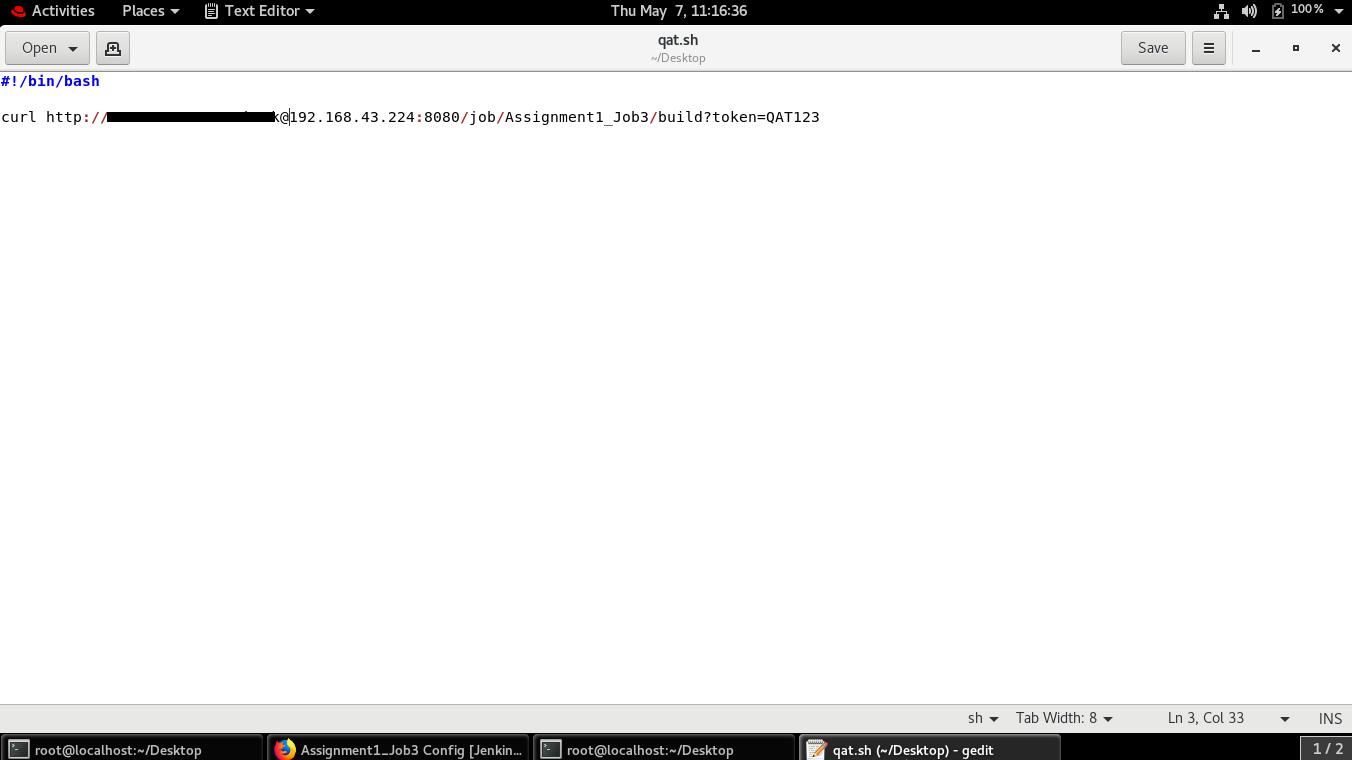 Activities Places Text Editor Thu May 7, 11:16:36 100%
Open qat.sh Save
~/Desktop
#!/bin/bash
curl http://k@192.168.43.224:8080/job/Assignment1_Job3/build?token=QAT123
sh Tab Width: 8 Ln 3, Col 33 INS
root@localhost:~/Desktop Assignment1_Job3 Config [Jenkin... root@localhost:~/Desktop qat.sh (~/Desktop) - gedit 1 / 2